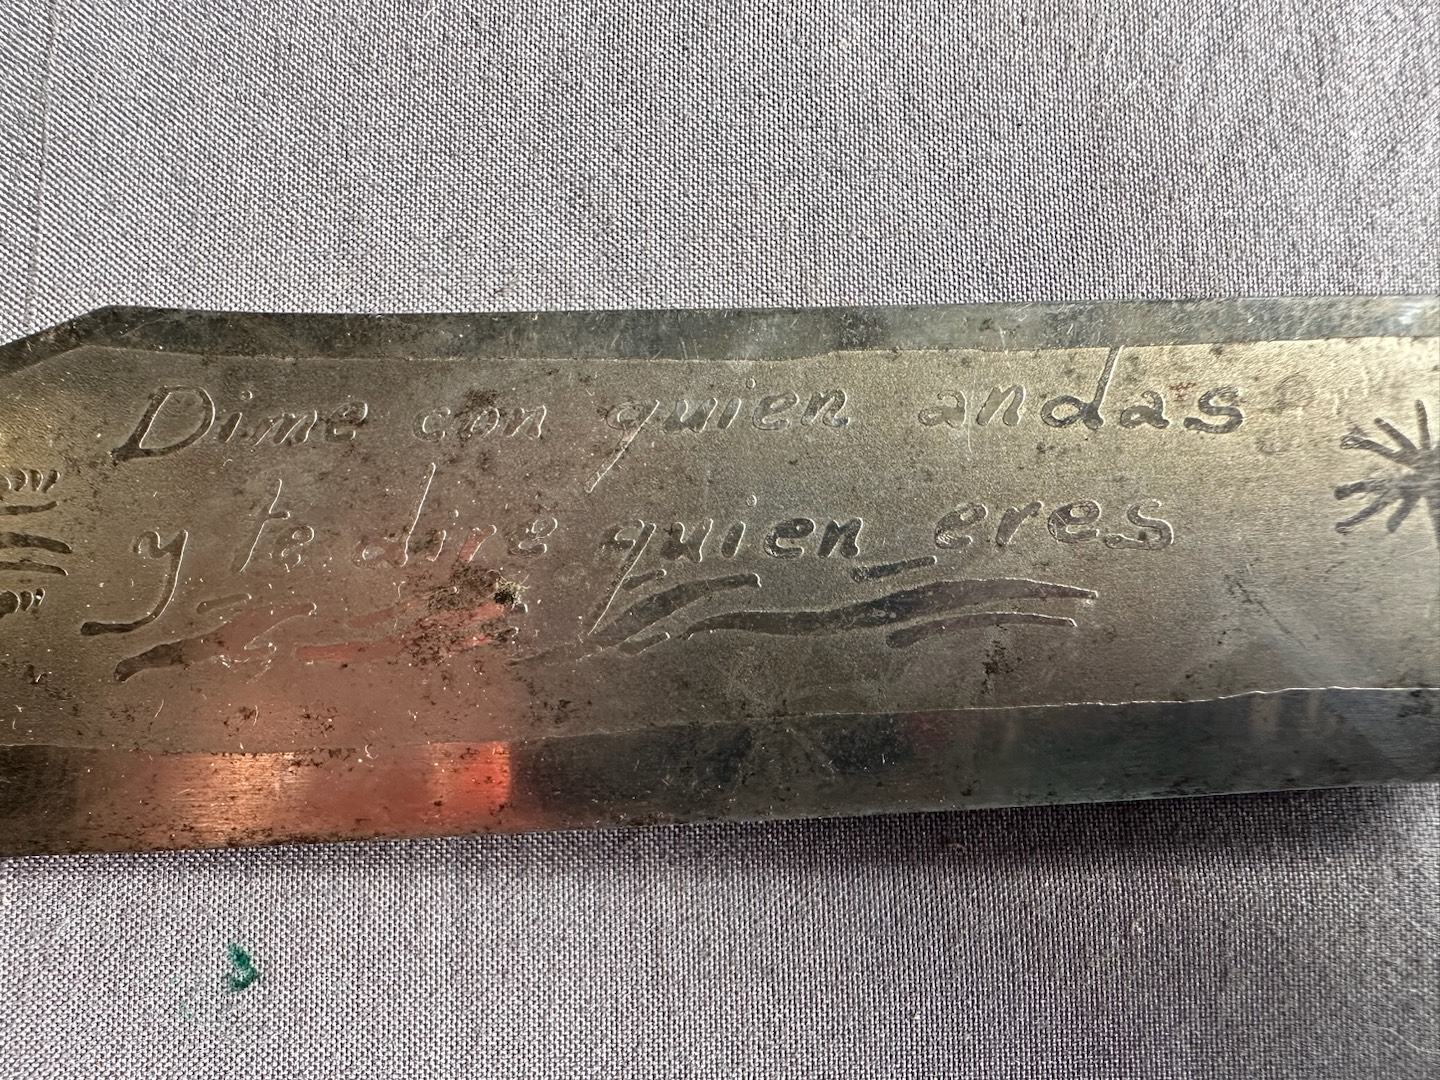 Dime con quien andas
y te dire quien eres